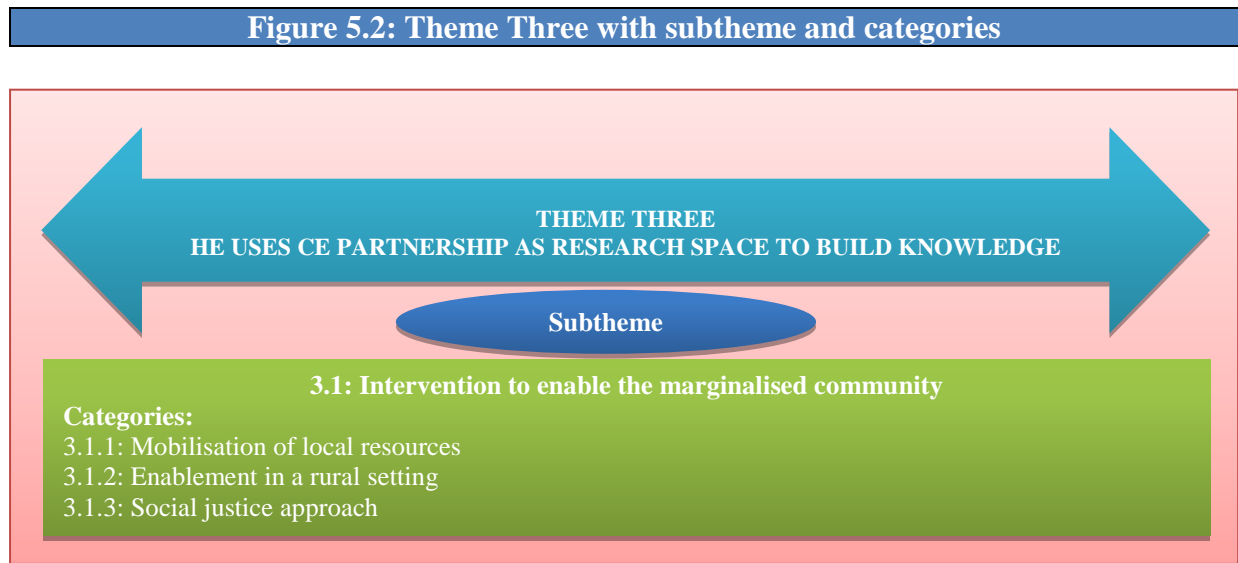 Figure 5.2: Theme Three with subtheme and categories
THEME THREE
HE USES CE PARTNERSHIP AS RESEARCH SPACE TO BUILD KNOWLEDGE
Subtheme
3.1: Intervention to enable the marginalised community
Categories:
3.1.1: Mobilisation of local resources
3.1.2: Enablement in a rural setting
3.1.3: Social justice approach